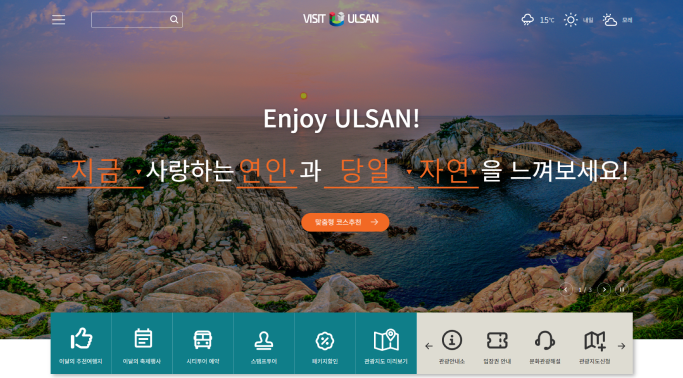 VISIT ULSAN
15℃
내일
모레
Enjoy ULSAN!
지금 사랑하는 연인과 당일 자연을 느껴보세요!
맞춤형 코스추천
1 / 3
이달의 추천여행지
이달의 축제행사
시티투어 예약
스탬프투어
패키지할인
관광지도 미리보기
관광안내소
입장권 안내
문화관광해설
관광지도신청